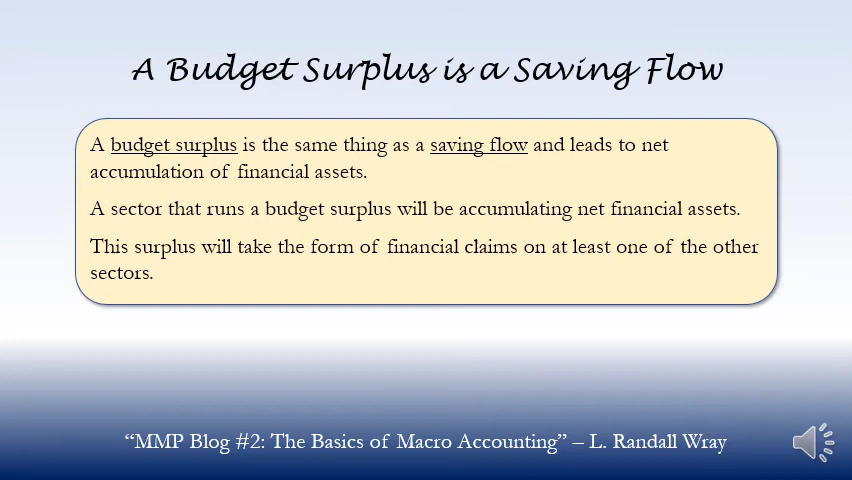 A Budget Surplus is a Saving Flow
A budget surplus is the same thing as a saving flow and leads to net
accumulation of financial assets.
A sector that runs a budget surplus will be accumulating net financial assets.
This surplus will take the form of financial claims on at least one of the other
sectors.
“MMP Blog #2: The Basics of Macro Accounting” – L. Randall Wray